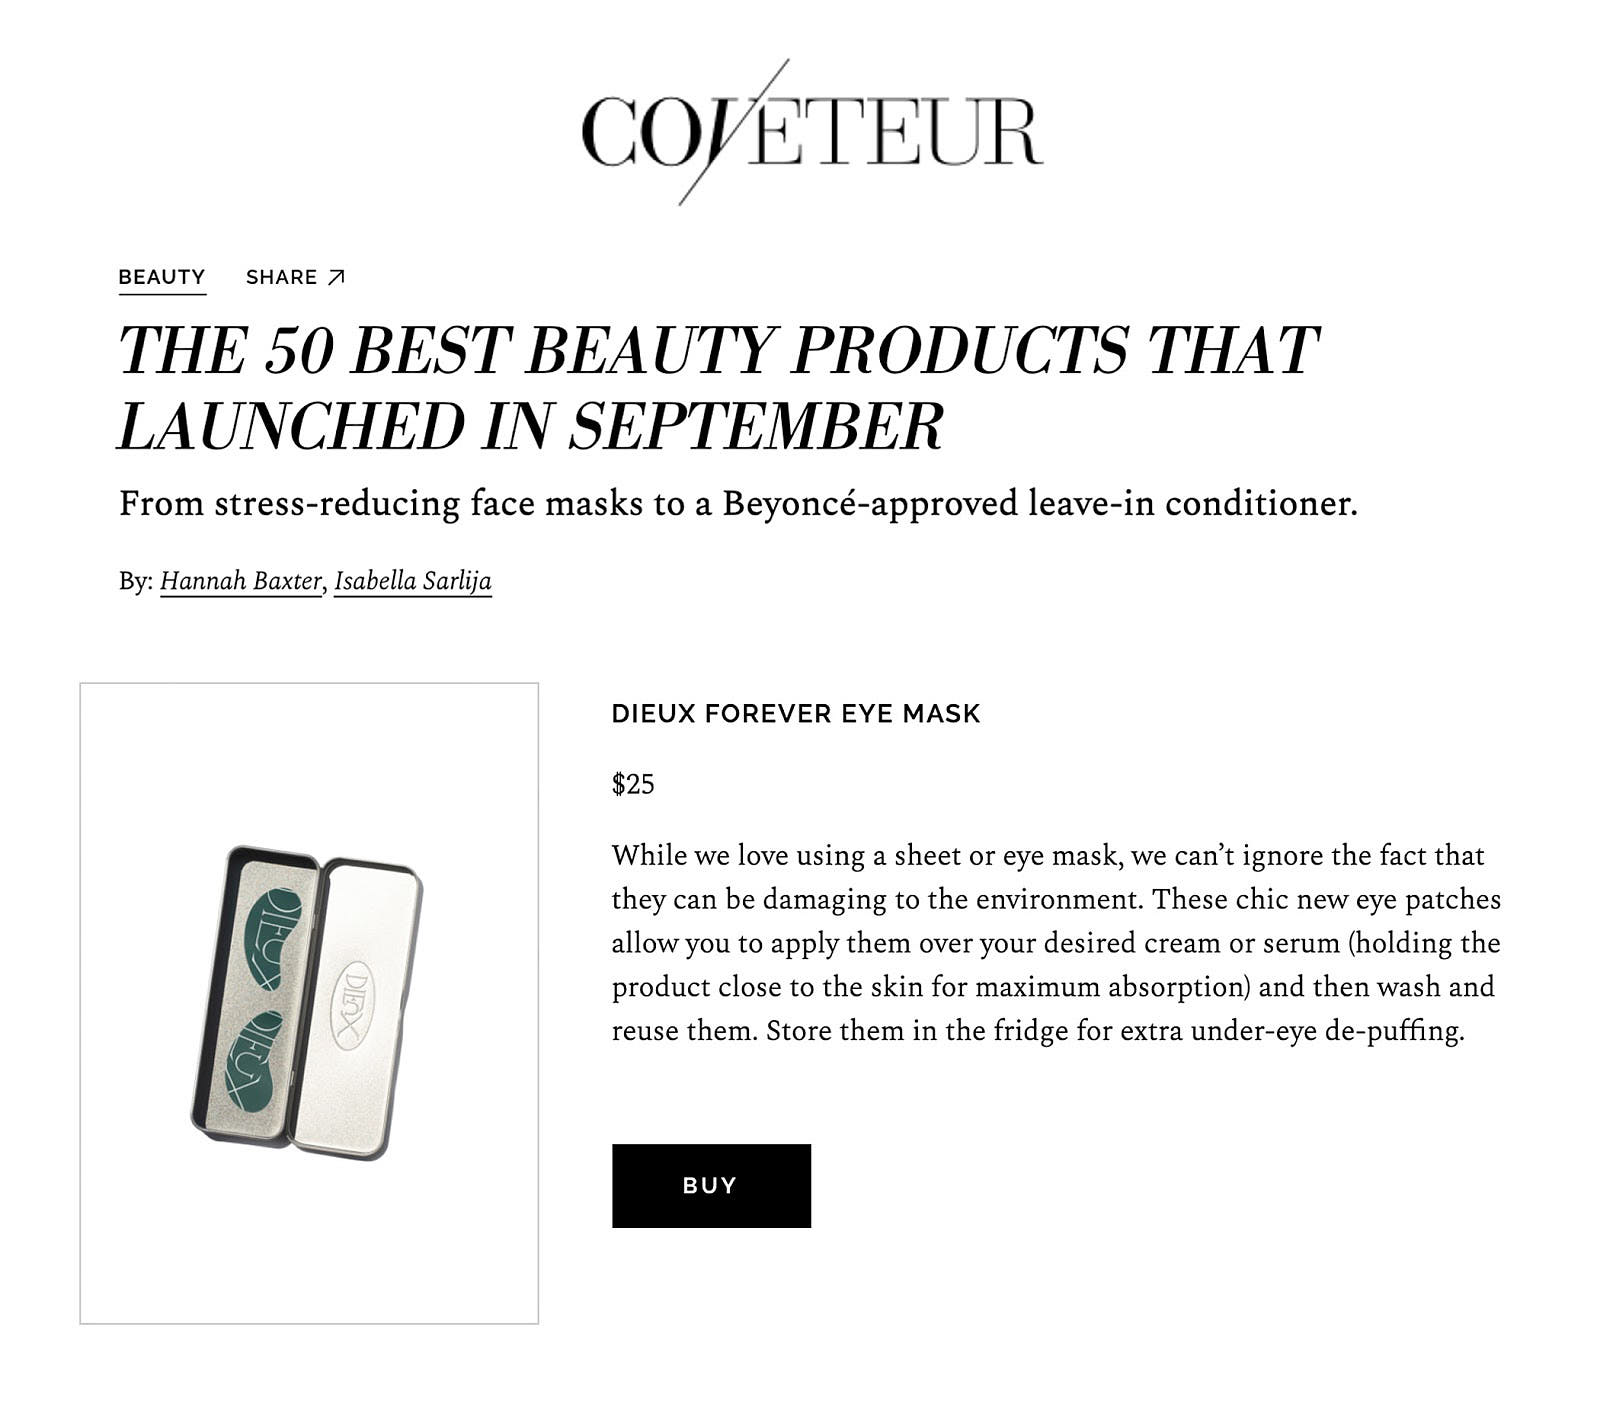 COVETEUR
BEAUTY SHARE
THE 50 BEST BEAUTY PRODUCTS THAT
LAUNCHED IN SEPTEMBER
From stress-reducing face masks to a Beyoncé-approved leave-in conditioner.
By: Hannah Baxter, Isabella Sarlija
DIEUX FOREVER EYE MASK
$25
While we love using a sheet or eye mask, we can’t ignore the fact that
they can be damaging to the environment. These chic new eye patches
allow you to apply them over your desired cream or serum (holding the
product close to the skin for maximum absorption) and then wash and
reuse them. Store them in the fridge for extra under-eye de-puffing.
DIEUX
DIEUX
DIEUX
BUY